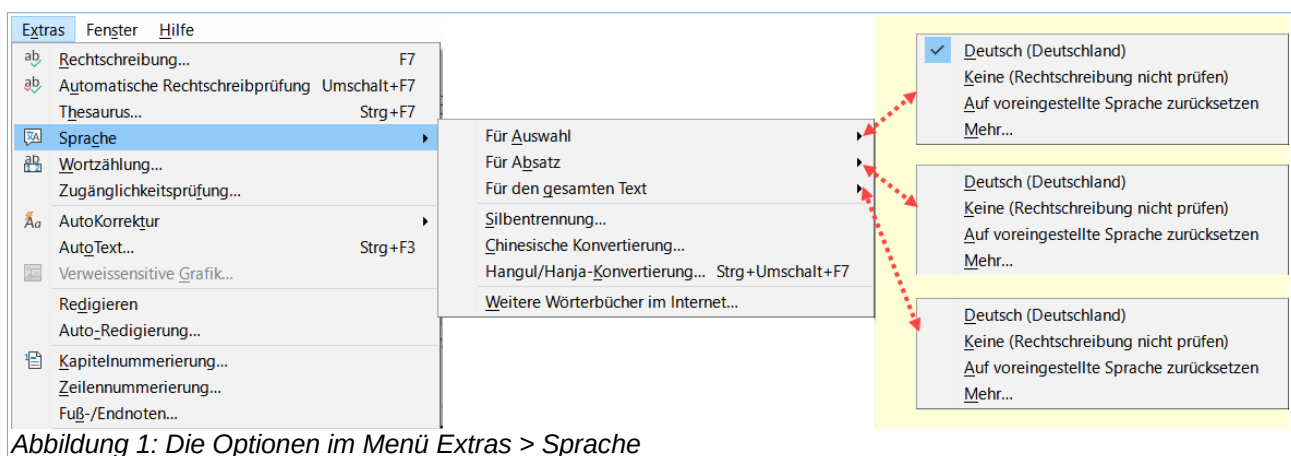 Extras Fenster Hilfe
Rechtschreibung... F7
Automatische Rechtschreibprüfung Umschalt+F7
Thesaurus... Strg+F7
Sprache
Wortzählung...
Zugänglichkeitsprüfung...
AutoKorrektur
AutoText... Strg+F3
Verweissensitive Grafik...
Redigieren
Auto-Redigierung...
Kapitelnummerierung...
Zeilennummerierung...
Fuß-/Endnoten...
Für Auswahl
Für Absatz
Für den gesamten Text
Silbentrennung...
Chinesische Konvertierung...
Hangul/Hanja-Konvertierung... Strg+Umschalt+F7
Weitere Wörterbücher im Internet...
Deutsch (Deutschland)
Keine (Rechtschreibung nicht prüfen)
Auf voreingestellte Sprache zurücksetzen
Mehr...
Deutsch (Deutschland)
Keine (Rechtschreibung nicht prüfen)
Auf voreingestellte Sprache zurücksetzen
Mehr...
Deutsch (Deutschland)
Keine (Rechtschreibung nicht prüfen)
Auf voreingestellte Sprache zurücksetzen
Mehr...
Abbildung 1: Die Optionen im Menü Extras > Sprache